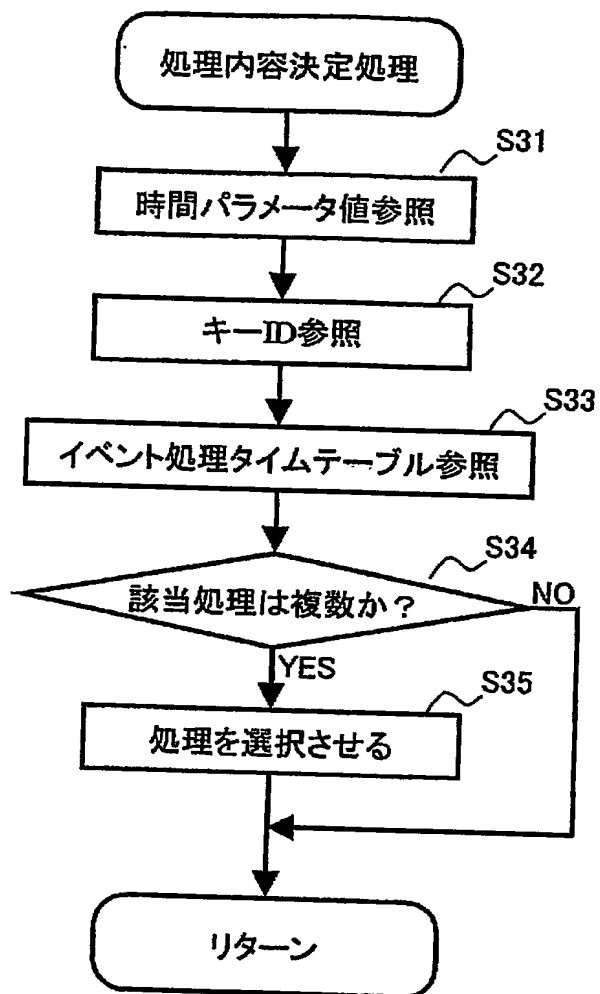 処理内容決定処理
S31
時間パラメータ値参照
S32
キーID参照
S33
イベント処理タイムテーブル参照
S34
該当処理は複数か?
NO
YES
S35
処理を選択させる
リターン